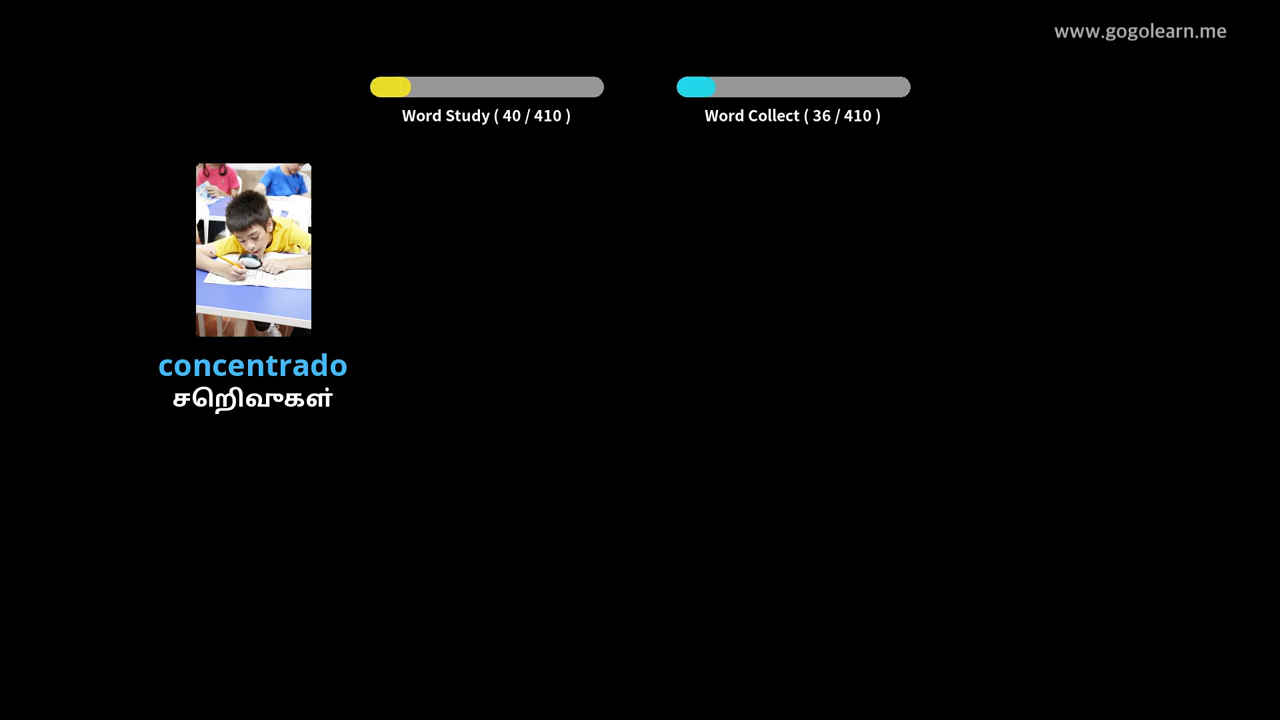 www.gogolearn.me
Word Study ( 40 / 410 )
Word Collect ( 36 / 410 )
concentrado
சறெிவுகள்